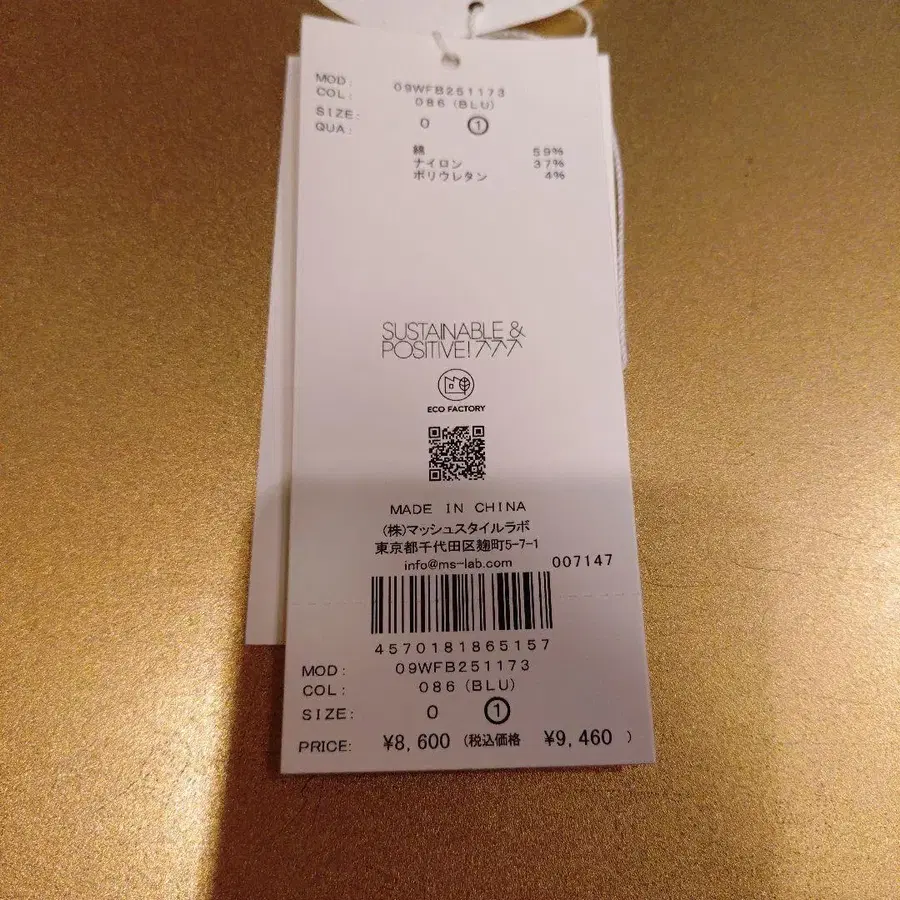 MOD: 09WFB251173
COL: 086 (BLU)
SIZE: 0 ①
QUA:
綿 59%
ナイロン 37%
ポリウレタン 4%
SUSTAINABLE &
POSITIVE!
ECO FACTORY
MADE IN CHINA
(株)マッシュスタイルラボ
東京都千代田区麹町5-7-1
info@ms-lab.com 007147
4570181865157
MOD: 09WFB251173
COL: 086 (BLU)
SIZE: 0 ①
PRICE: ¥8,600 (税込価格 ¥9,460 )